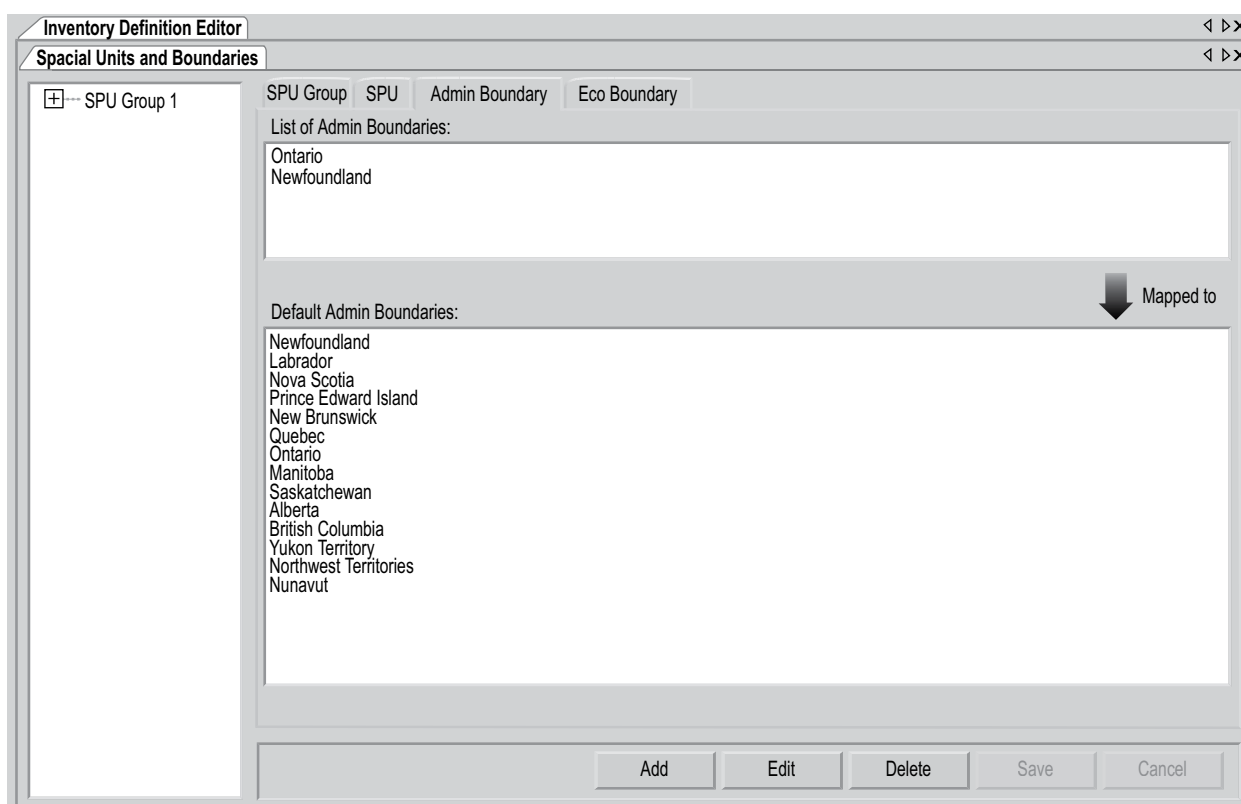 Inventory Definition Editor
Spacial Units and Boundaries
SPU Group 1
SPU Group SPU Admin Boundary Eco Boundary
List of Admin Boundaries:
Ontario
Newfoundland
Mapped to
Default Admin Boundaries:
Newfoundland
Labrador
Nova Scotia
Prince Edward Island
New Brunswick
Quebec
Ontario
Manitoba
Saskatchewan
Alberta
British Columbia
Yukon Territory
Northwest Territories
Nunavut
Add Edit Delete Save Cancel